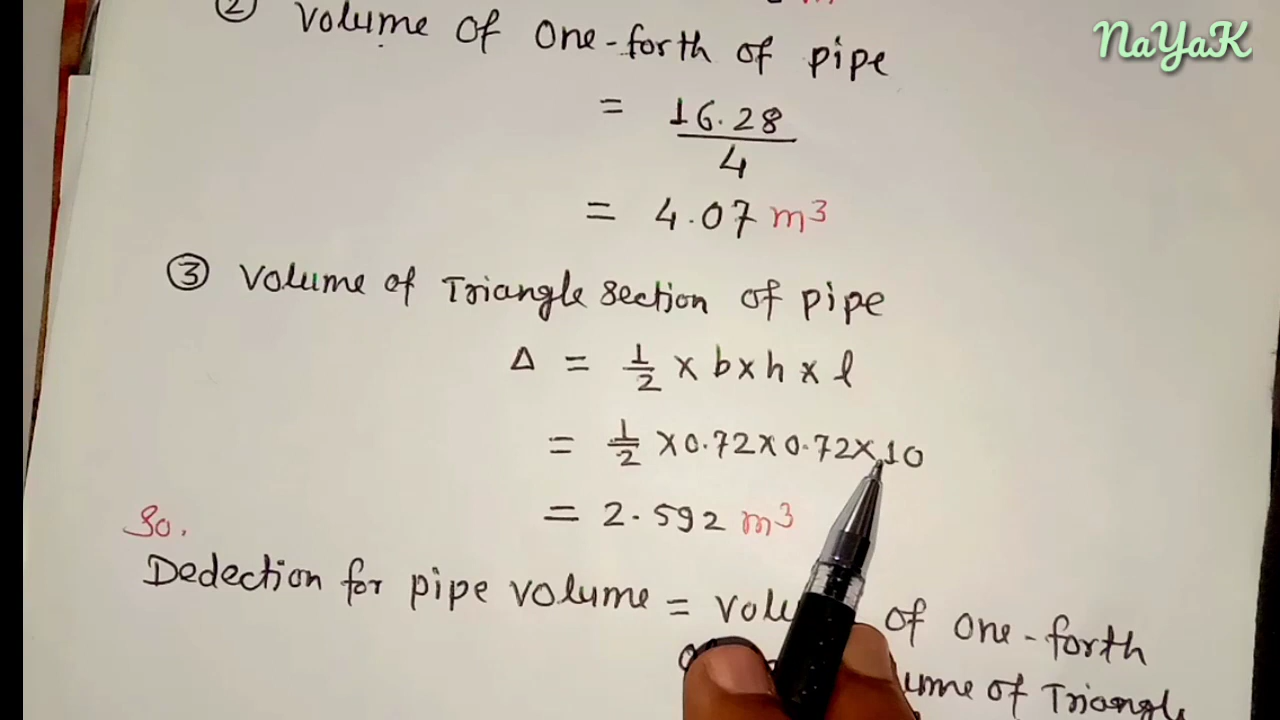 NaYaK
② Volume of one-forth of pipe
= 16.28
4
= 4.07 m³
③ Volume of Triangle section of pipe
Δ = 1/2 × b × h × l
= 1/2 × 0.72 × 0.72 × 10
= 2.592 m³
So,
Dedection for pipe volume = of one-forth
of Triangle